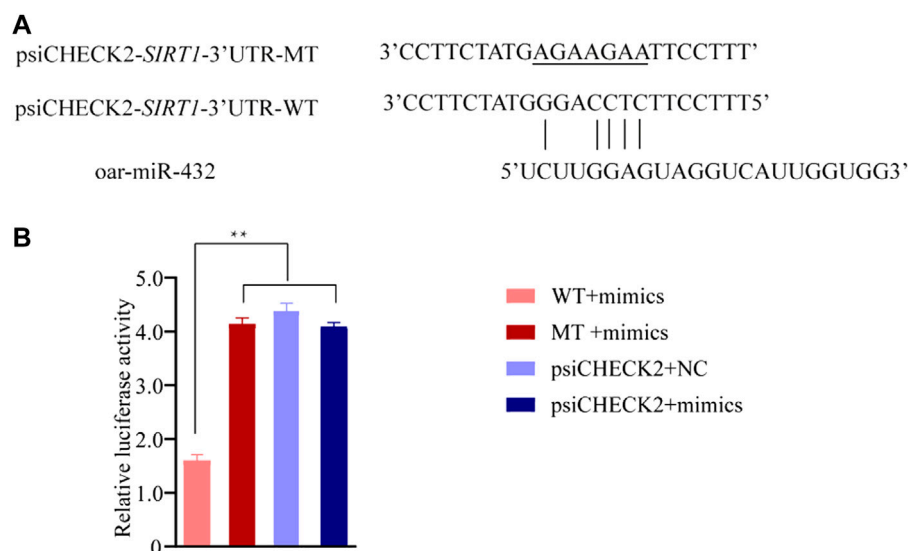 A
psiCHECK2-SIRT1-3’UTR-MT 3’CCTTCTATGAGAAGAATTCCTTT’
psiCHECK2-SIRT1-3’UTR-WT 3’CCTTCTATGGGACCTCTTCCTTT5’
oar-miR-432 5’UCUUGGAGUAGGUCAUUGGUGG3’
B
**
Relative luciferase activity
5.0
4.0
3.0
2.0
1.0
0
WT+mimics
MT +mimics
psiCHECK2+NC
psiCHECK2+mimics